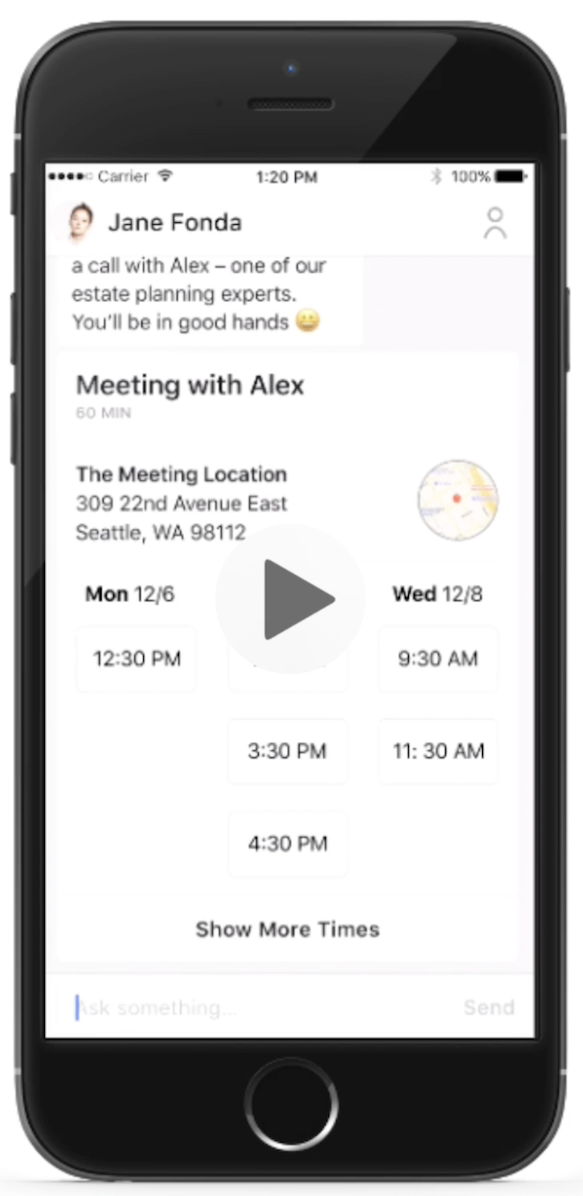 Carrier 1:20 PM 100%
Jane Fonda
a call with Alex – one of our
estate planning experts.
You'll be in good hands 😀
Meeting with Alex
60 MIN
The Meeting Location
309 22nd Avenue East
Seattle, WA 98112
Mon 12/6 Wed 12/8
12:30 PM 9:30 AM
3:30 PM 11: 30 AM
4:30 PM
Show More Times
Ask something... Send